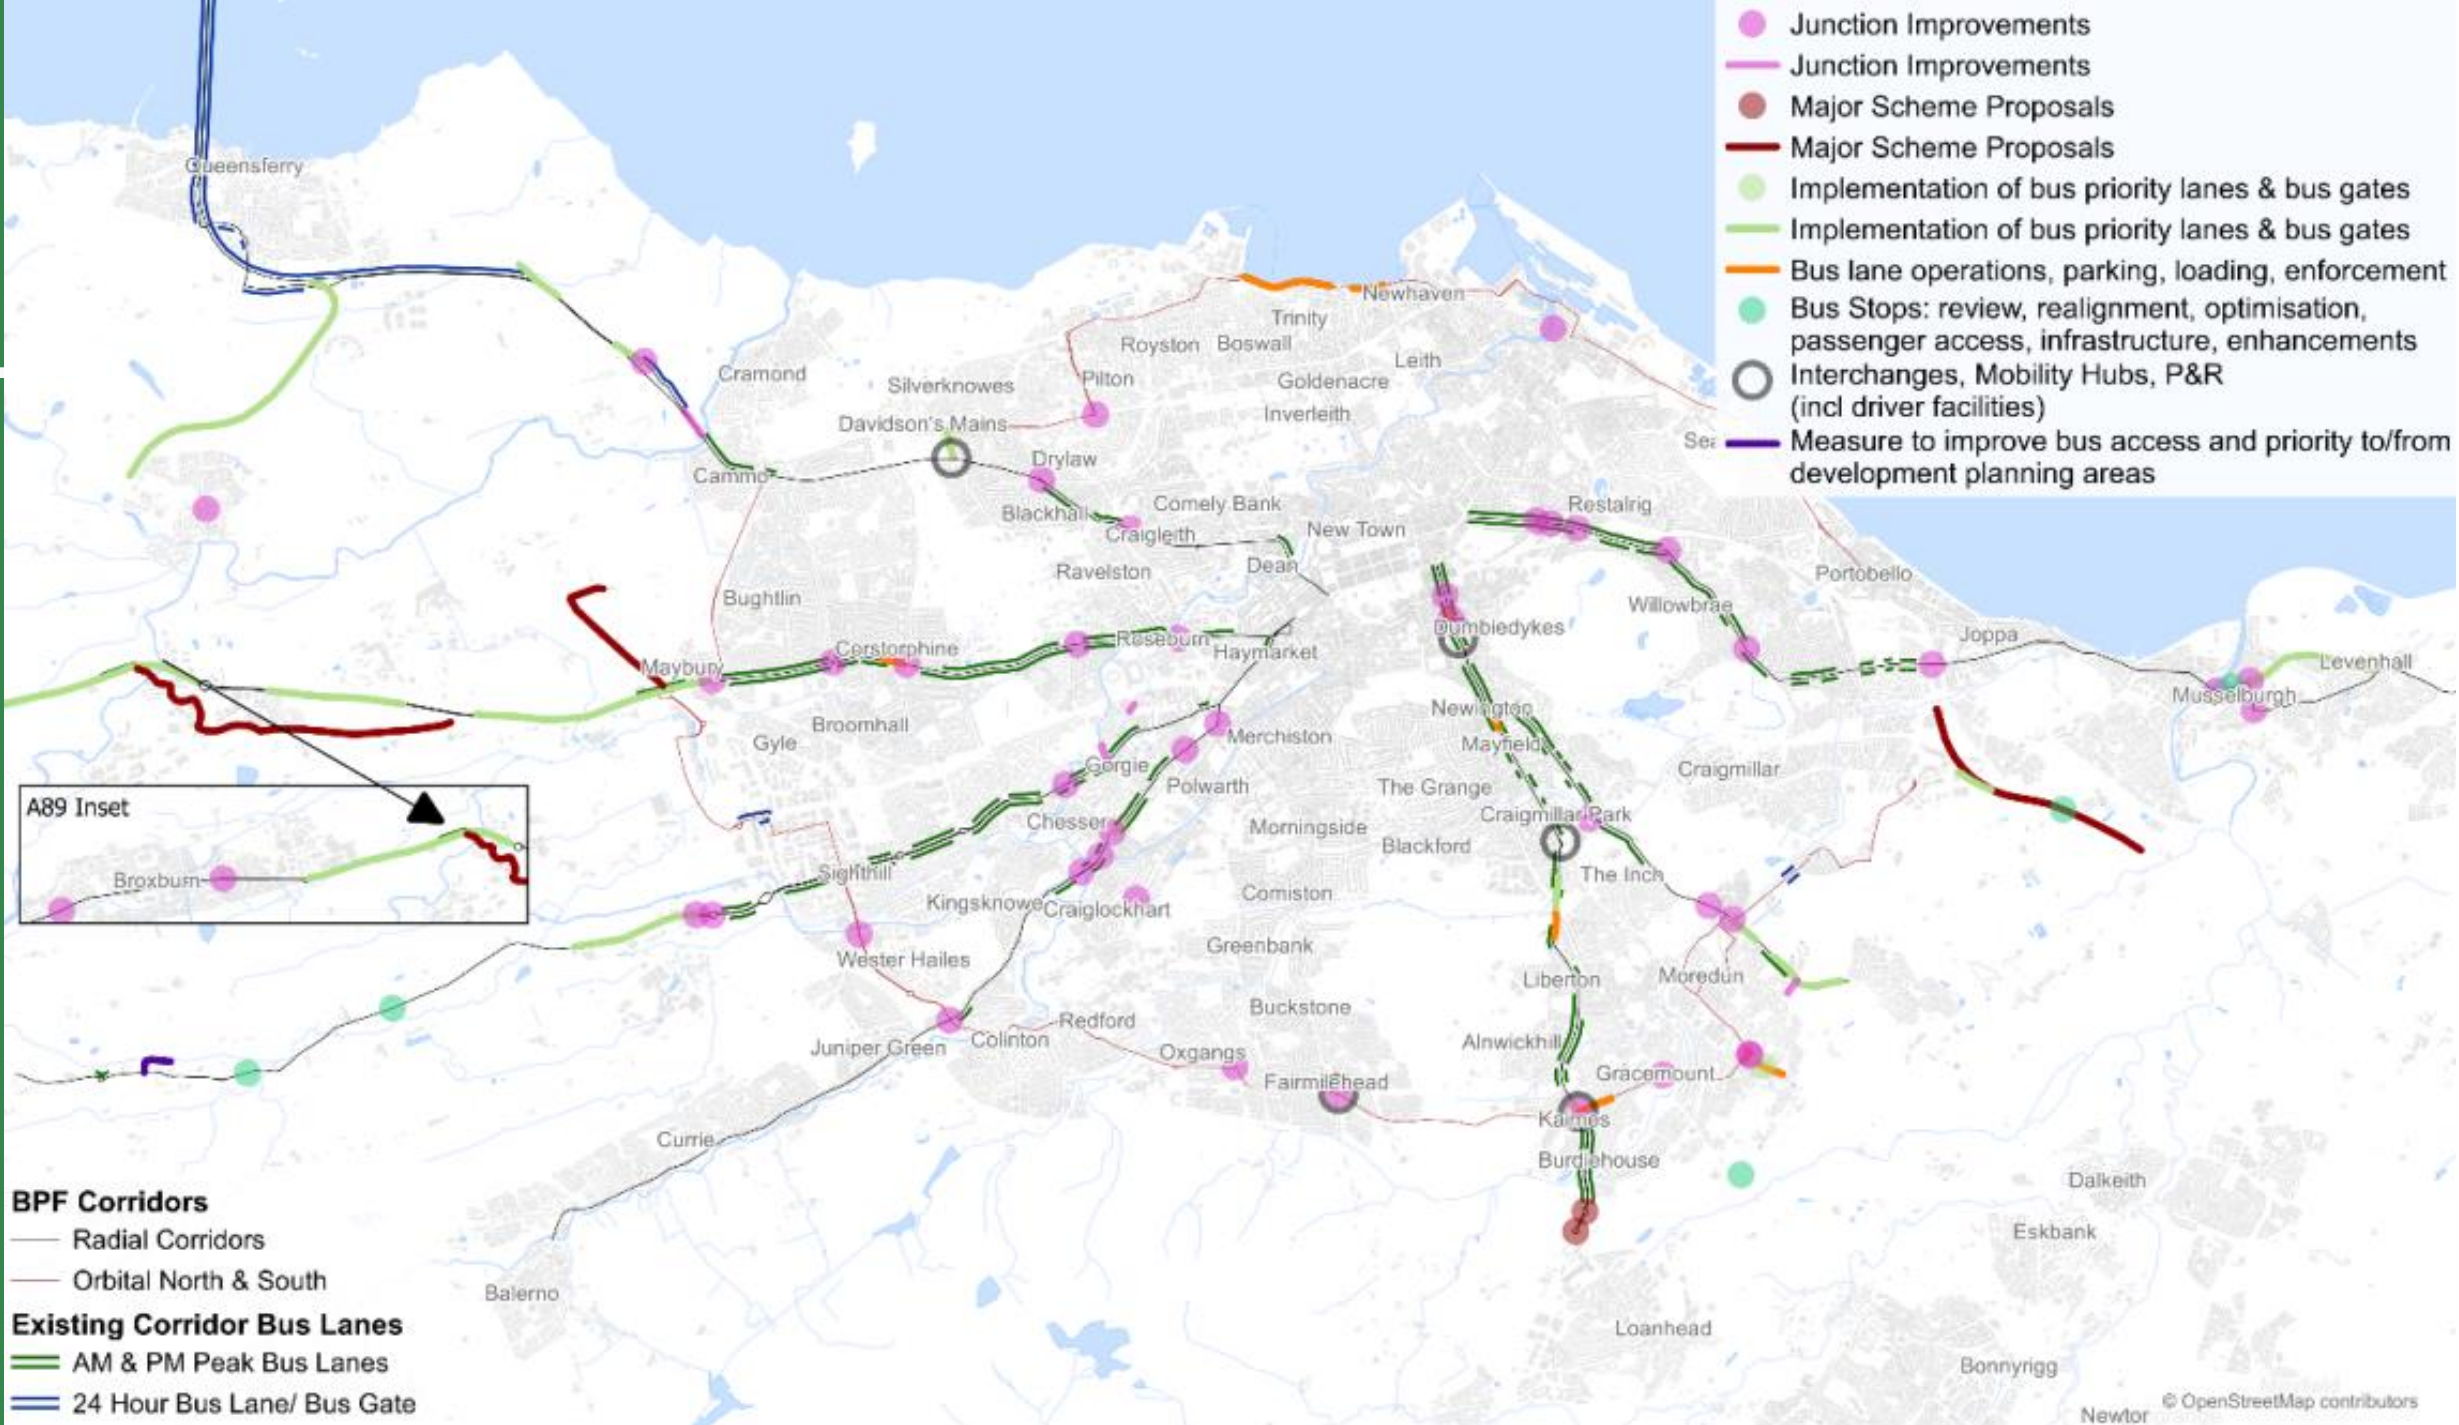 Junction Improvements
Junction Improvements
Major Scheme Proposals
Major Scheme Proposals
Implementation of bus priority lanes & bus gates
Implementation of bus priority lanes & bus gates
Bus lane operations, parking, loading, enforcement
Bus Stops: review, realignment, optimisation,
passenger access, infrastructure, enhancements
Interchanges, Mobility Hubs, P&R
(incl driver facilities)
Measure to improve bus access and priority to/from
development planning areas
Queensferry
Newhaven
Trinity
Royston
Boswall
Leith
Cramond
Silverknowes
Pilton
Goldenacre
Davidson's Mains
Inverleith
Sea
Drylaw
Cammo
Comely Bank
Restalrig
Blackhall
New Town
Craigleith
Dean
Ravelston
Portobello
Bughtlin
Willowbrae
Dumbiedykes
Joppa
Roseburn
Corstorphine
Haymarket
Levenhall
Maybury
Musselburgh
Newington
Broomhall
Merchiston
Gyle
Mayfield
Gorgie
Craigmillar
Polwarth
The Grange
A89 Inset
Chesser
Morningside
Craigmillar Park
Blackford
Sighthill
The Inch
Broxburn
Comiston
Kingsknowe
Craiglockhart
Greenbank
Wester Hailes
Liberton
Moredun
Buckstone
Redford
Colinton
Juniper Green
Alnwickhill
Oxgangs
Gracemount
Fairmilehead
Kaimes
Currie
Burdiehouse
Dalkeith
BPF Corridors
Radial Corridors
Eskbank
Orbital North & South
Balerno
Existing Corridor Bus Lanes
Loanhead
AM & PM Peak Bus Lanes
Bonnyrigg
24 Hour Bus Lane/ Bus Gate
© OpenStreetMap contributors
Newtor